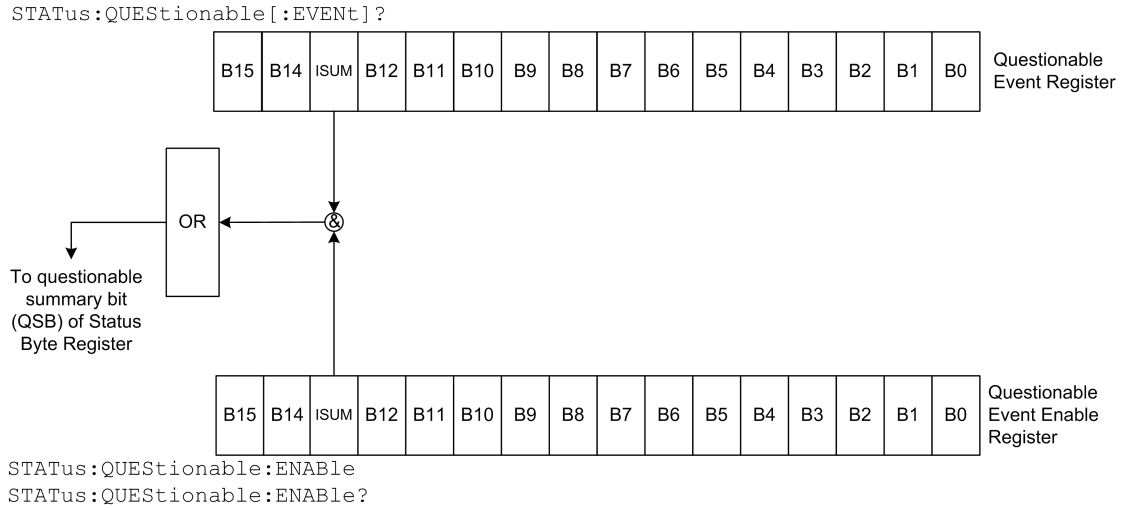 STATus:QUEStionable[:EVENt]?
B15 B14 ISUM B12 B11 B10 B9 B8 B7 B6 B5 B4 B3 B2 B1 B0
Questionable
Event Register
OR
&
To questionable
summary bit
(QSB) of Status
Byte Register
B15 B14 ISUM B12 B11 B10 B9 B8 B7 B6 B5 B4 B3 B2 B1 B0
Questionable
Event Enable
Register
STATus:QUEStionable:ENABle
STATus:QUEStionable:ENABle?